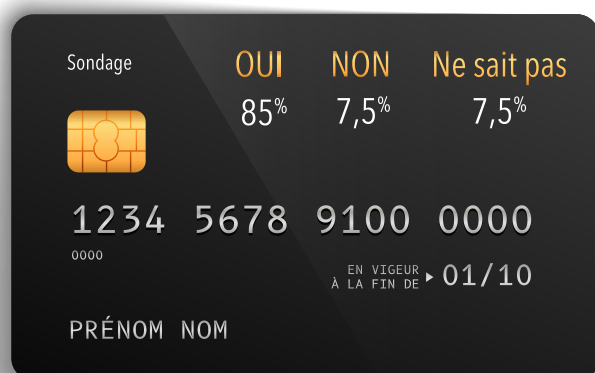 Sondage
OUI NON Ne sait pas
85% 7,5% 7,5%
1234 5678 9100 0000
0000
EN VIGEUR
À LA FIN DE ▸ 01/10
PRÉNOM NOM